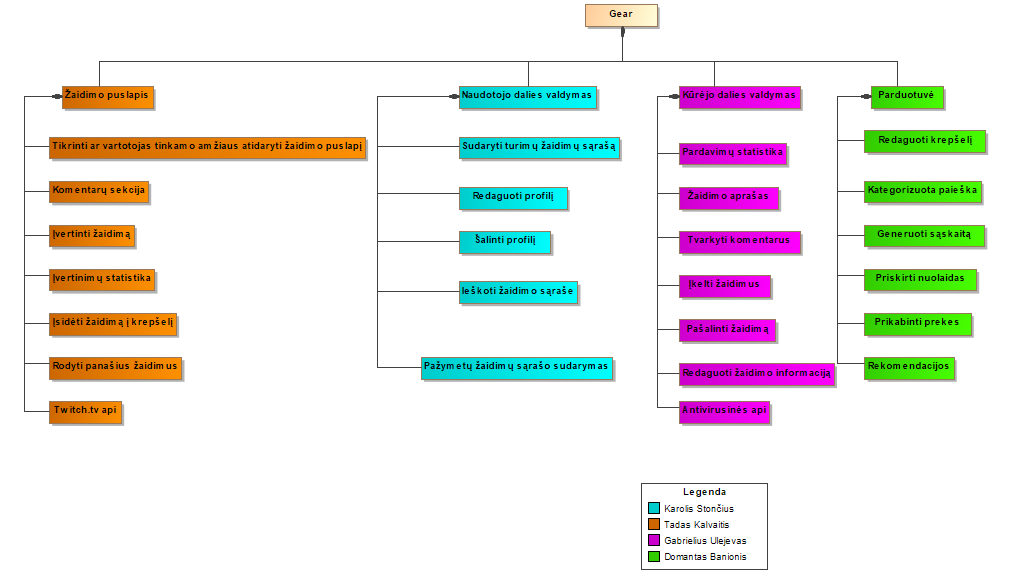 Gear
Žaidimo puslapis
Tikrinti ar vartotojas tinkamo amžiaus atidaryti žaidimo puslapį
Komentarų sekcija
Įvertinti žaidimą
Įvertinimų statistika
Įsidėti žaidimą į krepšelį
Rodyti panašius žaidimus
Twitch.tv api
Naudotojo dalies valdymas
Sudaryti turimų žaidimų sąrašą
Redaguoti profilį
Šalinti profilį
Ieškoti žaidimo sąraše
Pažymetų žaidimų sąrašo sudarymas
Kūrėjo dalies valdymas
Pardavimų statistika
Žaidimo aprašas
Tvarkyti komentarus
Įkelti žaidimus
Pašalinti žaidimą
Redaguoti žaidimo informaciją
Antivirusinės api
Parduotuvė
Redaguoti krepšelį
Kategorizuota paieška
Generuoti sąskaitą
Priskirti nuolaidas
Prikabinti prekes
Rekomendacijos
Legenda
Karolis Stončius
Tadas Kalvaitis
Gabrielius Ulejevas
Domantas Banionis